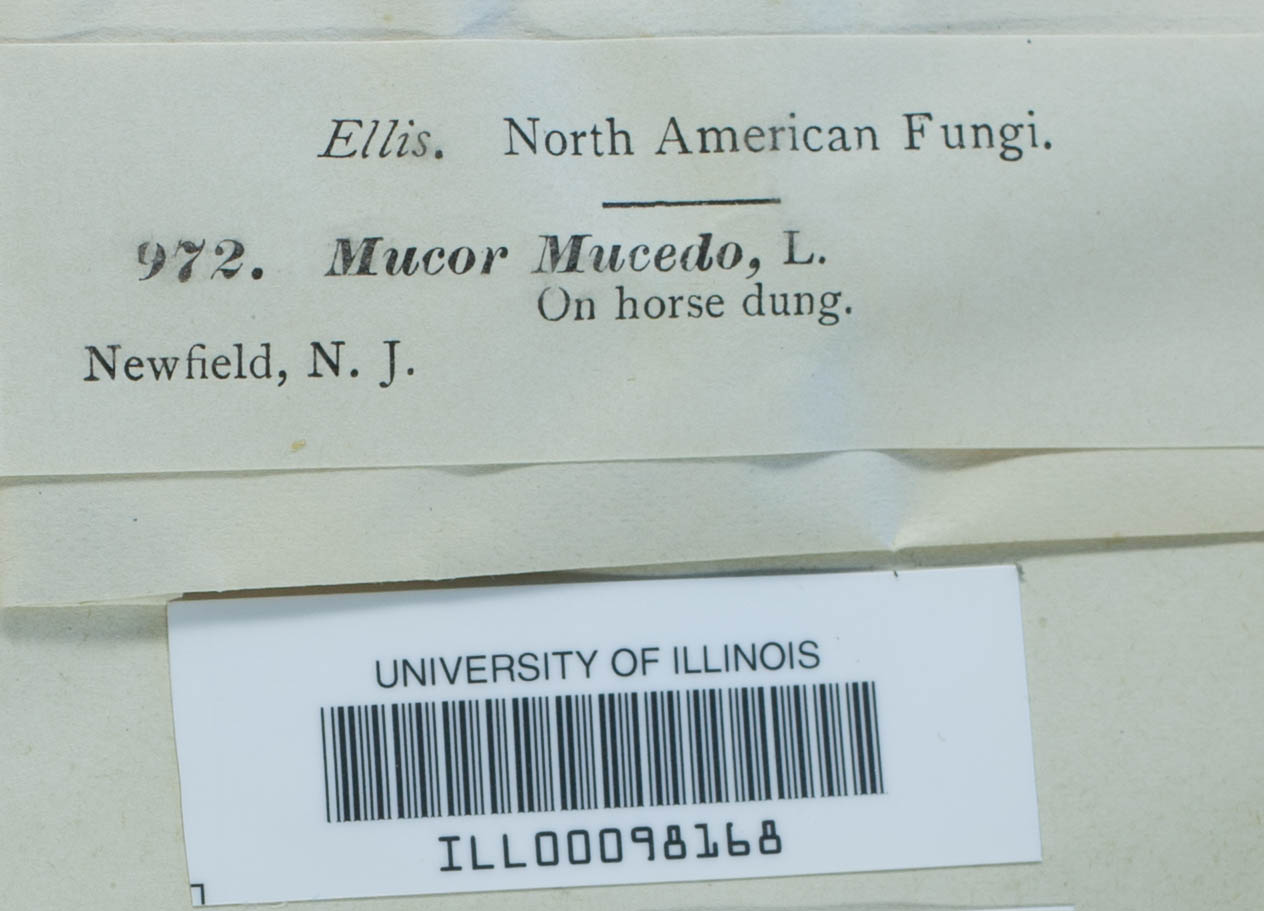 Ellis. North American Fungi.
972. Mucor Mucedo, L.
On horse dung.
Newfield, N. J.
UNIVERSITY OF ILLINOIS
ILL00098168